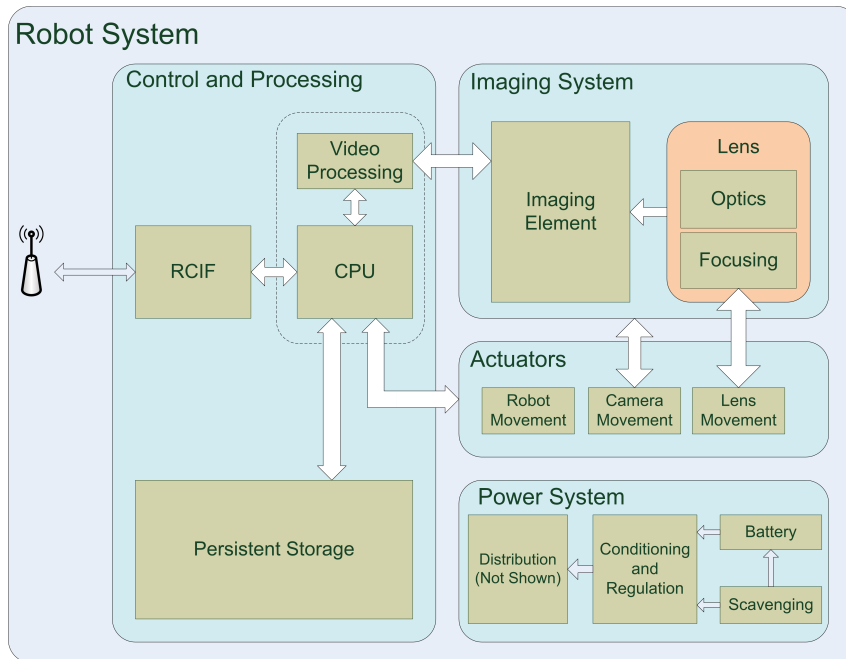 Robot System
Control and Processing
Video
Processing
RCIF
CPU
Persistent Storage
Imaging System
Imaging
Element
Lens
Optics
Focusing
Actuators
Robot
Movement
Camera
Movement
Lens
Movement
Power System
Distribution
(Not Shown)
Conditioning
and
Regulation
Battery
Scavenging